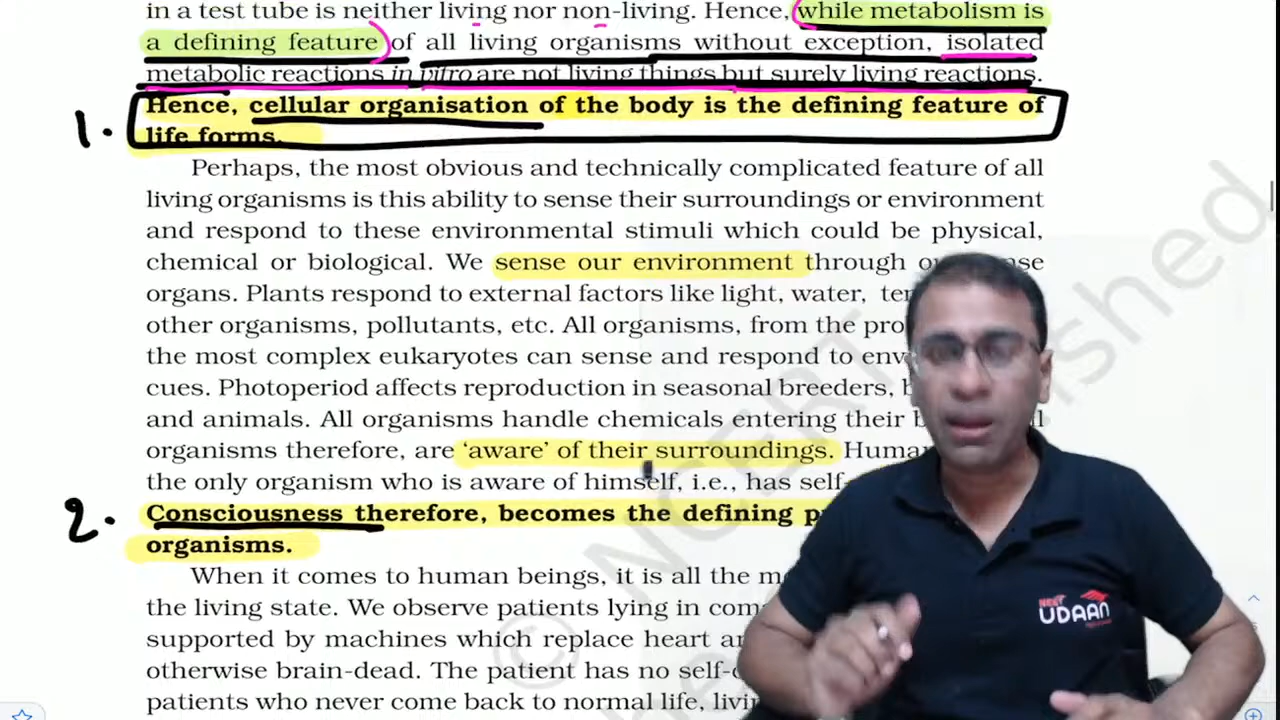 in a test tube is neither living nor non-living. Hence, while metabolism is
a defining feature of all living organisms without exception, isolated
metabolic reactions in vitro are not living things but surely living reactions.
1. Hence, cellular organisation of the body is the defining feature of
life forms.
Perhaps, the most obvious and technically complicated feature of all
living organisms is this ability to sense their surroundings or environment
and respond to these environmental stimuli which could be physical,
chemical or biological. We sense our environment through
organs. Plants respond to external factors like light, water,
other organisms, pollutants, etc. All organisms, from the
the most complex eukaryotes can sense and respond to
cues. Photoperiod affects reproduction in seasonal breeders,
and animals. All organisms handle chemicals entering their
organisms therefore, are ‘aware’ of their surroundings.
the only organism who is aware of himself, i.e., has
2. Consciousness therefore, becomes the defining
organisms.
When it comes to human beings, it is all the
the living state. We observe patients lying in
supported by machines which replace heart
otherwise brain-dead. The patient has no
patients who never come back to normal life,
© NCERT
NEET
UDAAN